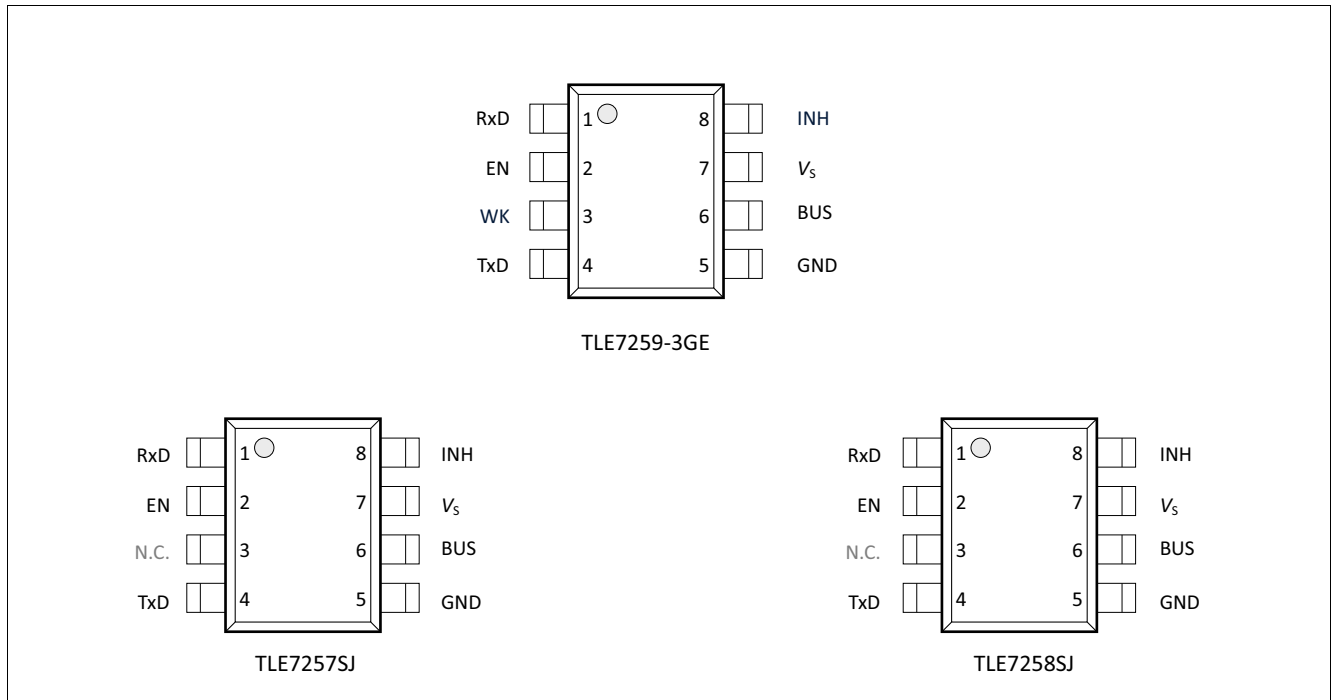 RxD 1 8 INH
EN 2 7 VS
WK 3 6 BUS
TxD 4 5 GND
TLE7259-3GE
RxD 1 8 INH
EN 2 7 VS
N.C. 3 6 BUS
TxD 4 5 GND
TLE7257SJ
RxD 1 8 INH
EN 2 7 VS
N.C. 3 6 BUS
TxD 4 5 GND
TLE7258SJ